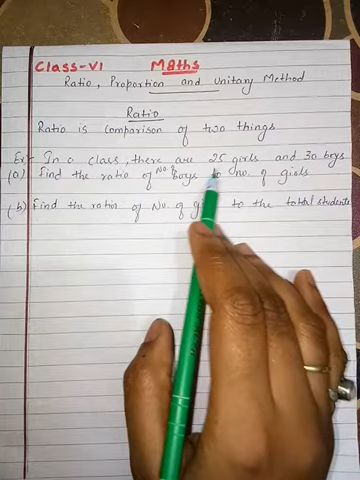 Class-VI Maths
Ratio, Proportion and Unitary Method
Ratio
Ratio is comparison of two things
Ex:- In a class, there are 25 girls and 30 boys
(a) Find the ratio of No. of boys to no. of girls
(b) Find the ratio of No. of to the total students